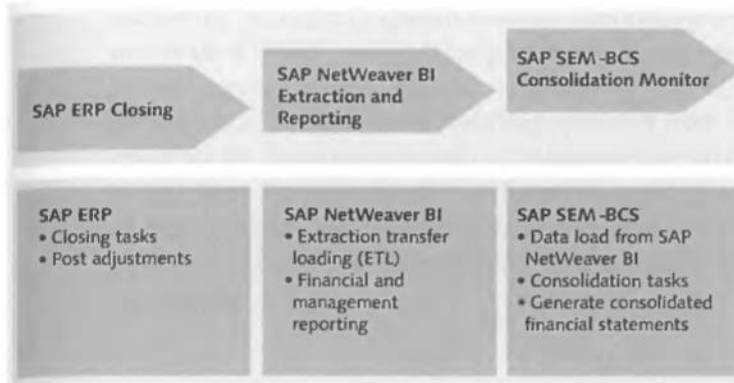 SAP ERP Closing
SAP NetWeaver BI
Extraction and
Reporting
SAP SEM -BCS
Consolidation Monitor
SAP ERP
• Closing tasks
• Post adjustments
SAP NetWeaver BI
• Extraction transfer
loading (ETL)
• Financial and
management
reporting
SAP SEM -BCS
• Data load from SAP
NetWeaver BI
• Consolidation tasks
• Generate consolidated
financial statements